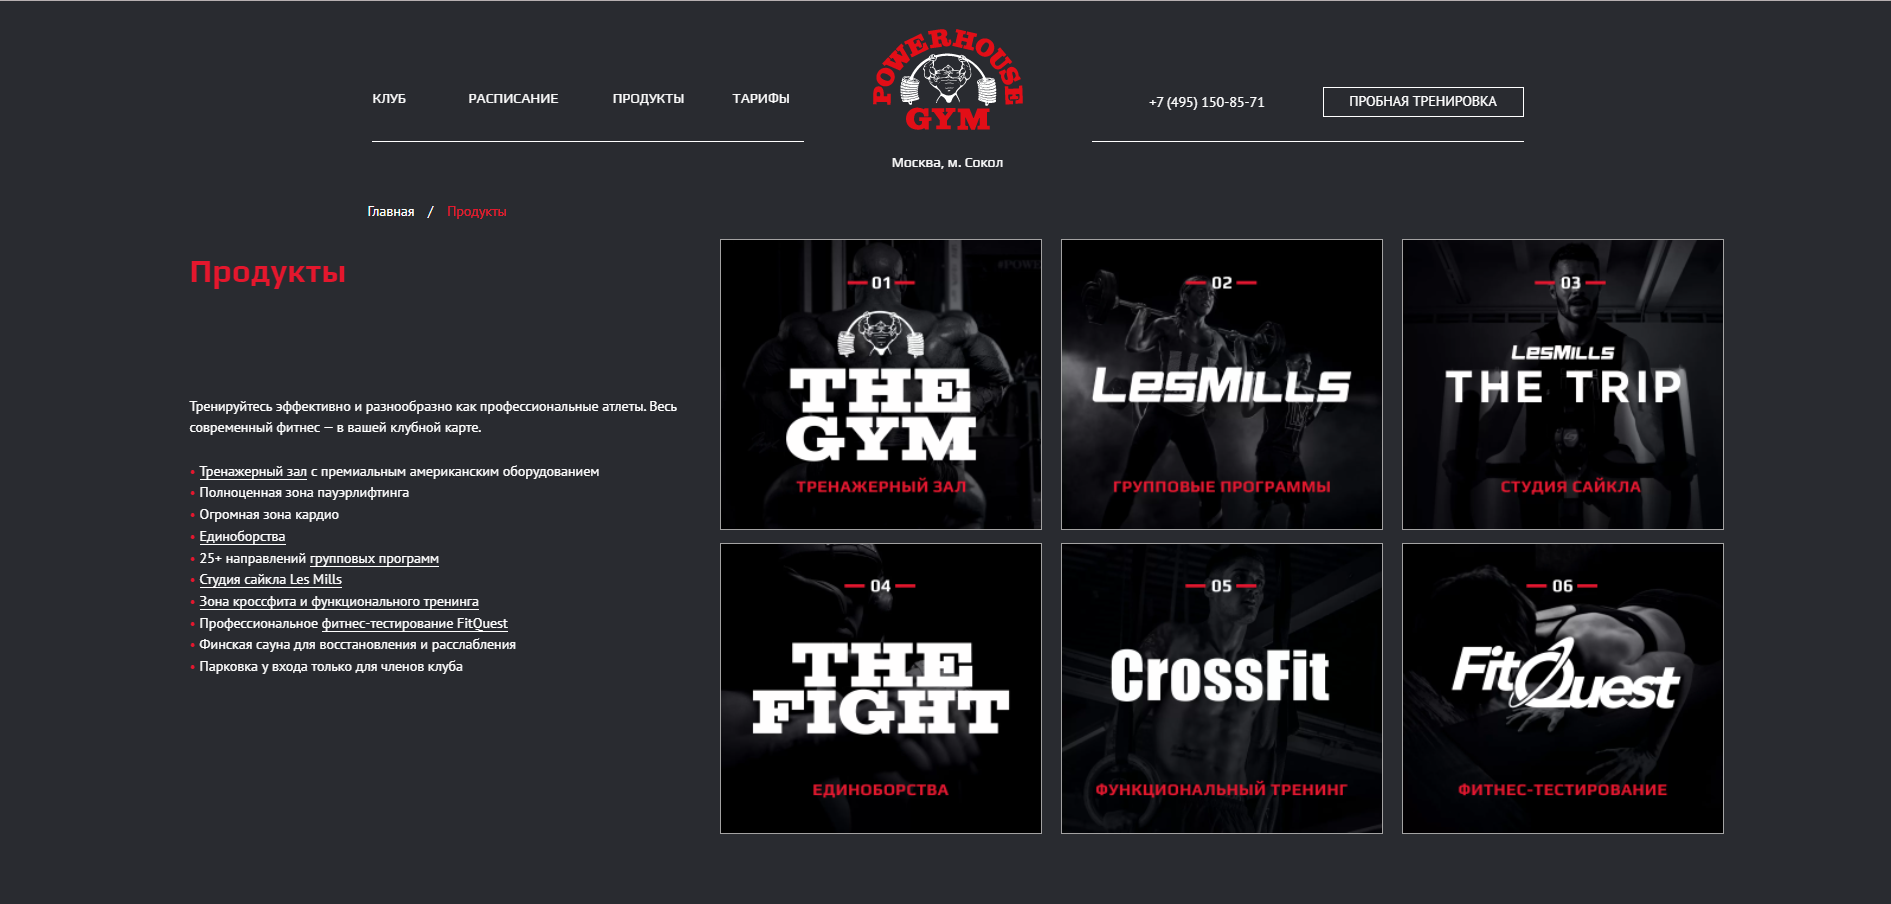 КЛУБ
РАСПИСАНИЕ
ПРОДУКТЫ
ТАРИФЫ
POWERHOUSE
GYM
Москва, м. Сокол
+7 (495) 150-85-71
ПРОБНАЯ ТРЕНИРОВКА
Главная / Продукты
Продукты
Тренируйтесь эффективно и разнообразно как профессиональные атлеты. Весь
современный фитнес — в вашей клубной карте.
• Тренажерный зал с премиальным американским оборудованием
• Полноценная зона пауэрлифтинга
• Огромная зона кардио
• Единоборства
• 25+ направлений групповых программ
• Студия сайкла Les Mills
• Зона кроссфита и функционального тренинга
• Профессиональное фитнес-тестирование FitQuest
• Финская сауна для восстановления и расслабления
• Парковка у входа только для членов клуба
01
THE
GYM
ТРЕНАЖЕРНЫЙ ЗАЛ
02
LESMILLS
ГРУППОВЫЕ ПРОГРАММЫ
03
LESMILLS
THE TRIP
СТУДИЯ САЙКЛА
04
THE
FIGHT
ЕДИНОБОРСТВА
05
CrossFit
ФУНКЦИОНАЛЬНЫЙ ТРЕНИНГ
06
FitQuest
ФИТНЕС-ТЕСТИРОВАНИЕ